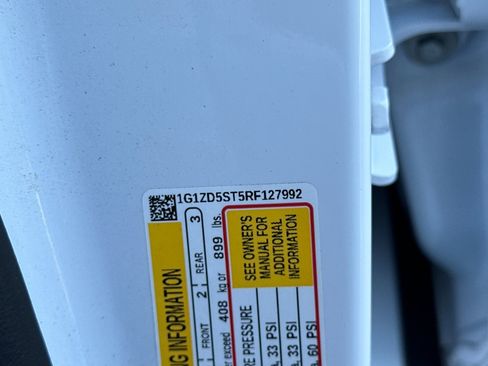 1G1ZD5ST5RF127992
NG INFORMATION
FRONT 2 REAR 3
exceed 408 kg or 899 lbs.
SEE OWNER'S
MANUAL FOR
ADDITIONAL
INFORMATION
PRESSURE
33 PSI
33 PSI
60 PSI